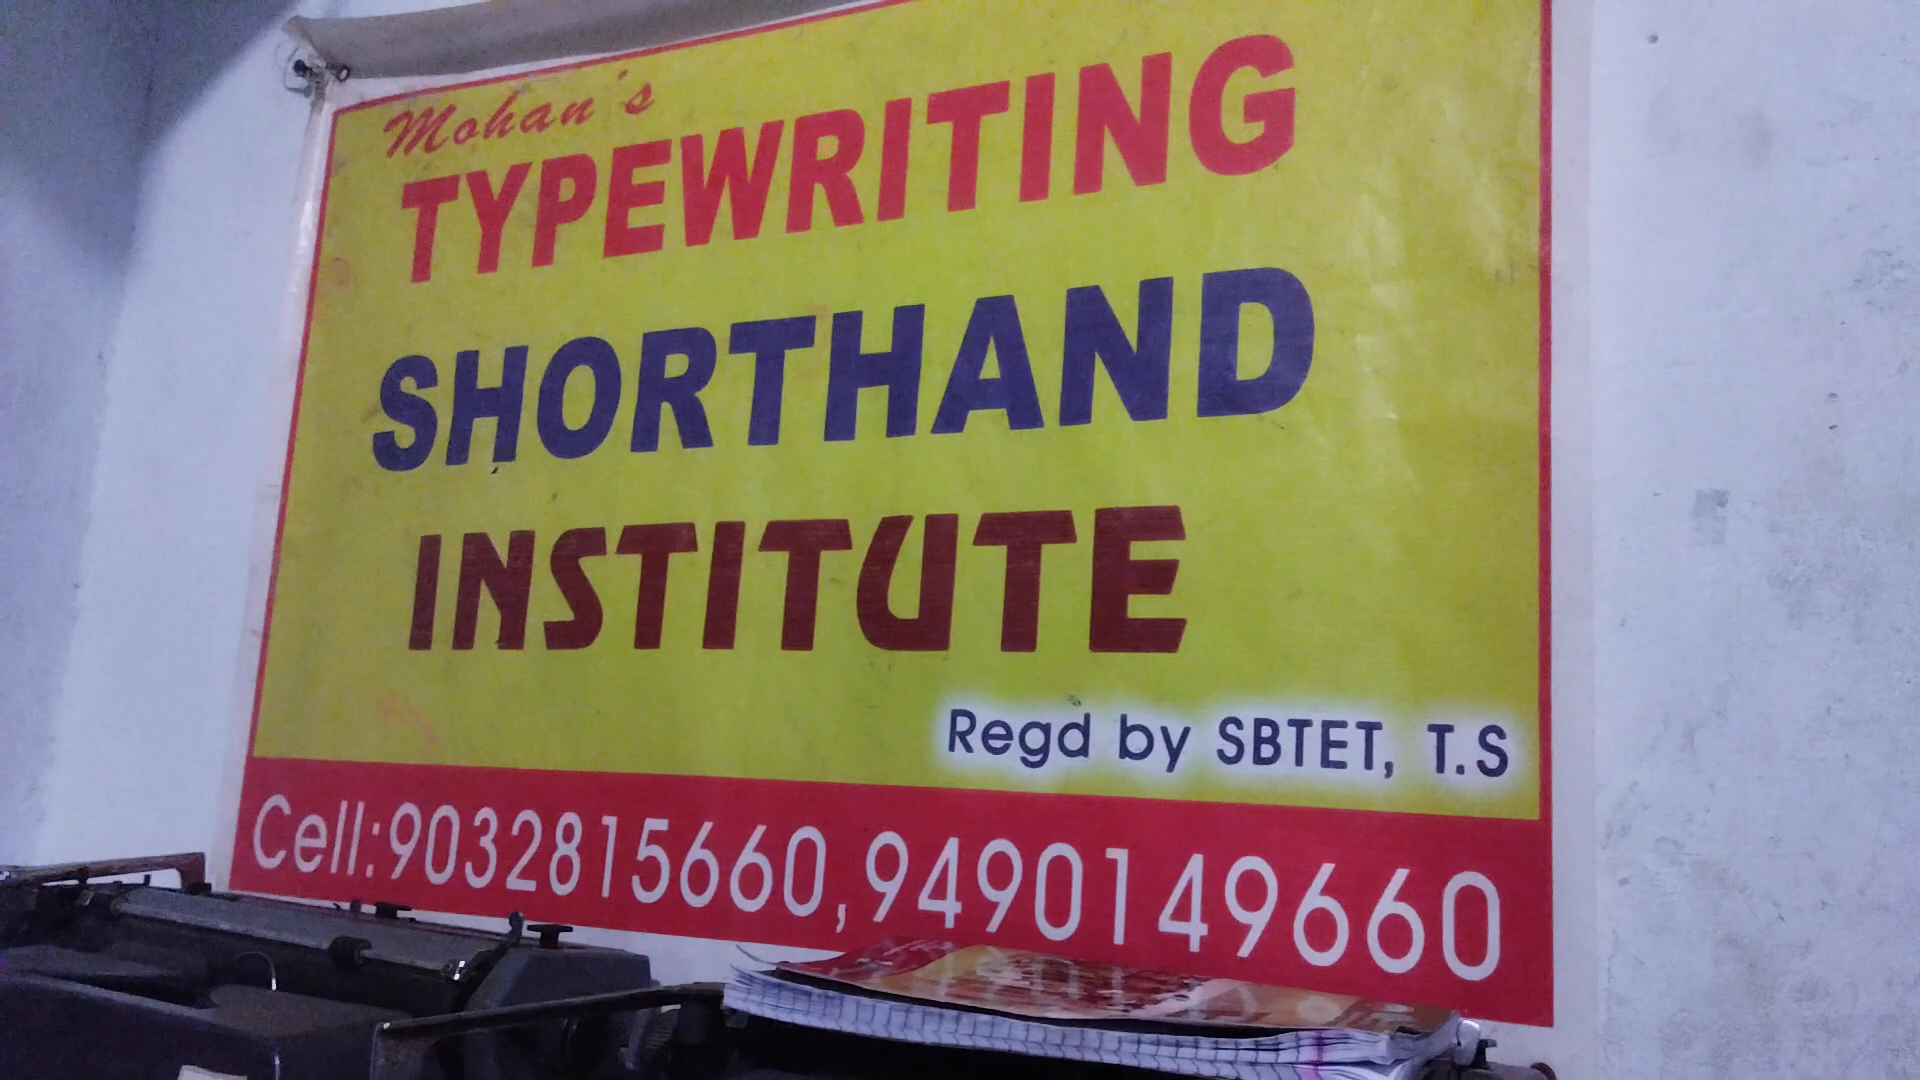 Mohan's
TYPEWRITING
SHORTHAND
INSTITUTE
Regd by SBTET, T.S
Cell:9032815660,9490149660